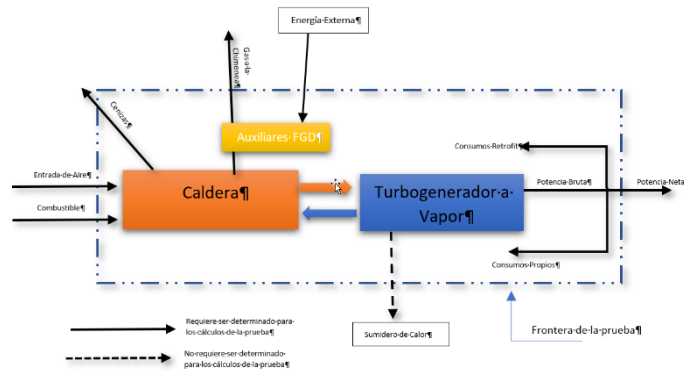 Energía·Externa¶
Gas·a·la·
Chimenea¶
Cenizas¶
Auxiliares·FGD¶
Consumos·Retrofit¶
Entrada·de·Aire¶
Caldera¶
Turbogenerador·a·
Vapor¶
Potencia·Bruta¶
Potencia·Neta
Combustible¶
Consumos·Propios¶
Requiere·ser·determinado·para·
los·cálculos·de·la·prueba¶
Sumidero·de·Calor¶
Frontera·de·la·prueba¶
No·requiere·ser·determinado·
para·los·cálculos·de·la·prueba¶